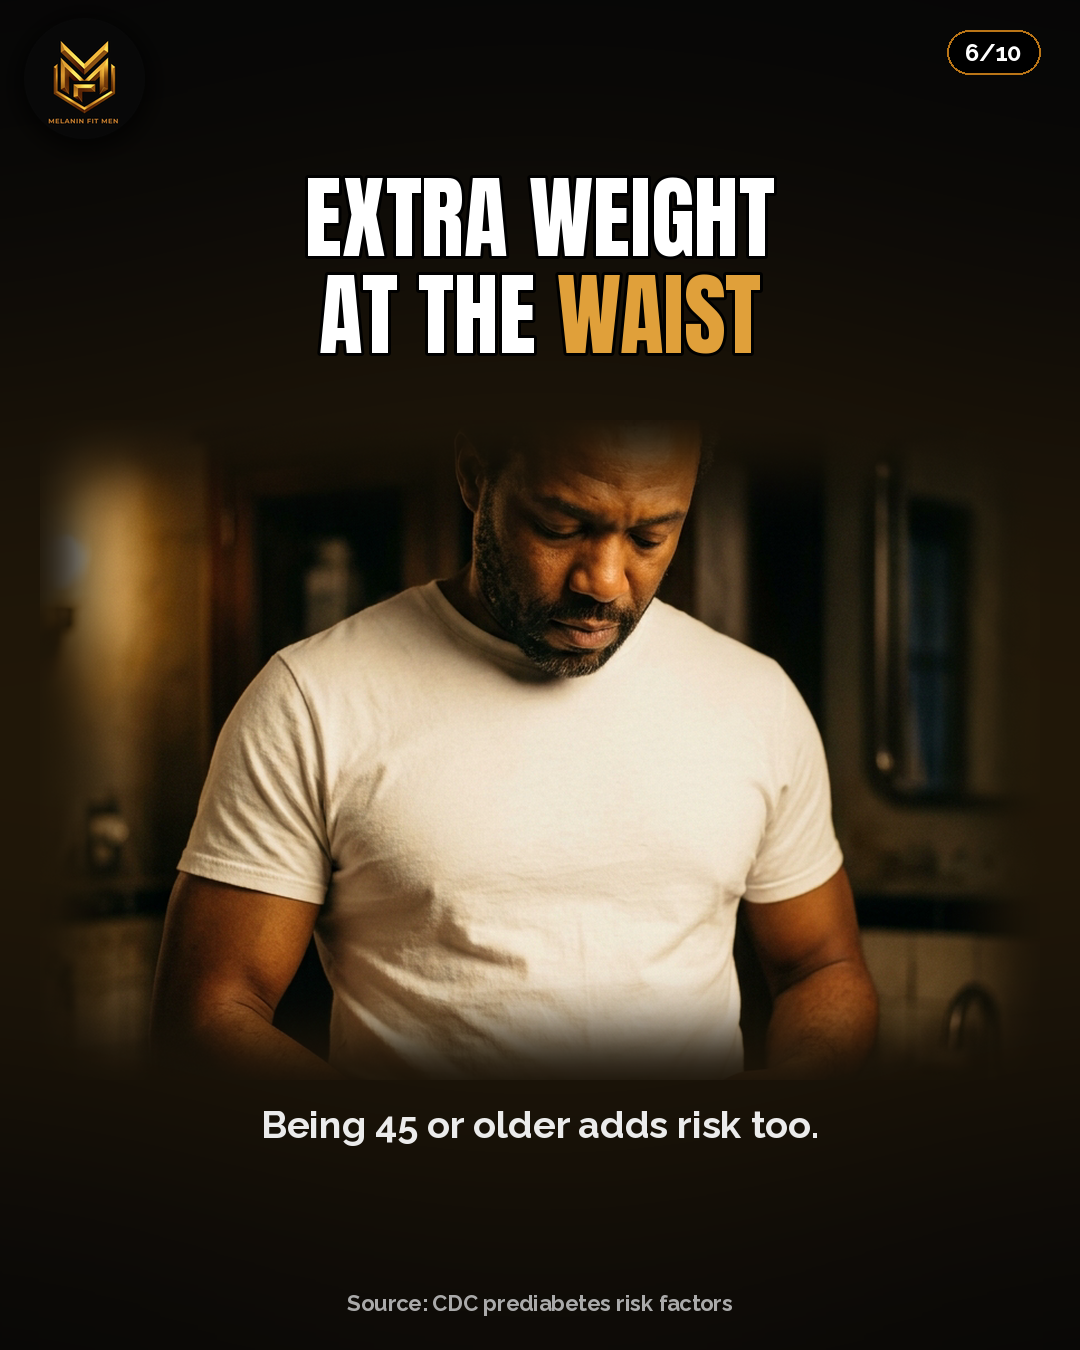 MELANIN FIT MEN
6/10
EXTRA WEIGHT
AT THE WAIST
Being 45 or older adds risk too.
Source: CDC prediabetes risk factors